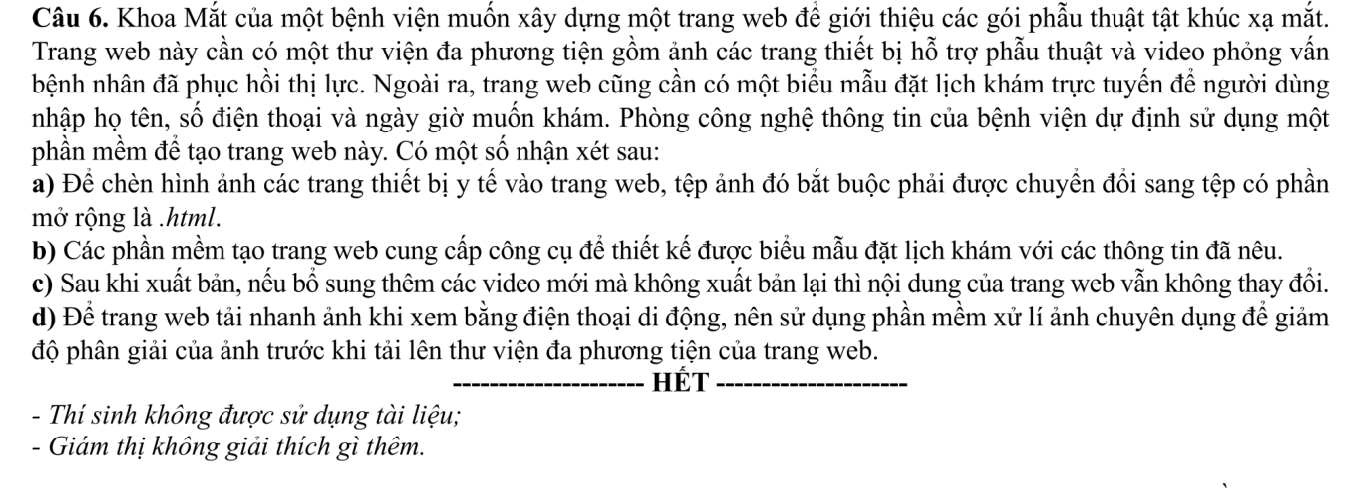 Câu 6. Khoa Mắt của một bệnh viện muốn xây dựng một trang web để giới thiệu các gói phẫu thuật tật khúc xạ mắt.
Trang web này cần có một thư viện đa phương tiện gồm ảnh các trang thiết bị hỗ trợ phẫu thuật và video phỏng vấn
bệnh nhân đã phục hồi thị lực. Ngoài ra, trang web cũng cần có một biểu mẫu đặt lịch khám trực tuyến để người dùng
nhập họ tên, số điện thoại và ngày giờ muốn khám. Phòng công nghệ thông tin của bệnh viện dự định sử dụng một
phần mềm để tạo trang web này. Có một số nhận xét sau:
a) Để chèn hình ảnh các trang thiết bị y tế vào trang web, tệp ảnh đó bắt buộc phải được chuyển đổi sang tệp có phần
mở rộng là .html.
b) Các phần mềm tạo trang web cung cấp công cụ để thiết kế được biểu mẫu đặt lịch khám với các thông tin đã nêu.
c) Sau khi xuất bản, nếu bổ sung thêm các video mới mà không xuất bản lại thì nội dung của trang web vẫn không thay đổi.
d) Để trang web tải nhanh ảnh khi xem bằng điện thoại di động, nên sử dụng phần mềm xử lí ảnh chuyên dụng để giảm
độ phân giải của ảnh trước khi tải lên thư viện đa phương tiện của trang web.
--------------------- HẾT ---------------------
- Thí sinh không được sử dụng tài liệu;
- Giám thị không giải thích gì thêm.